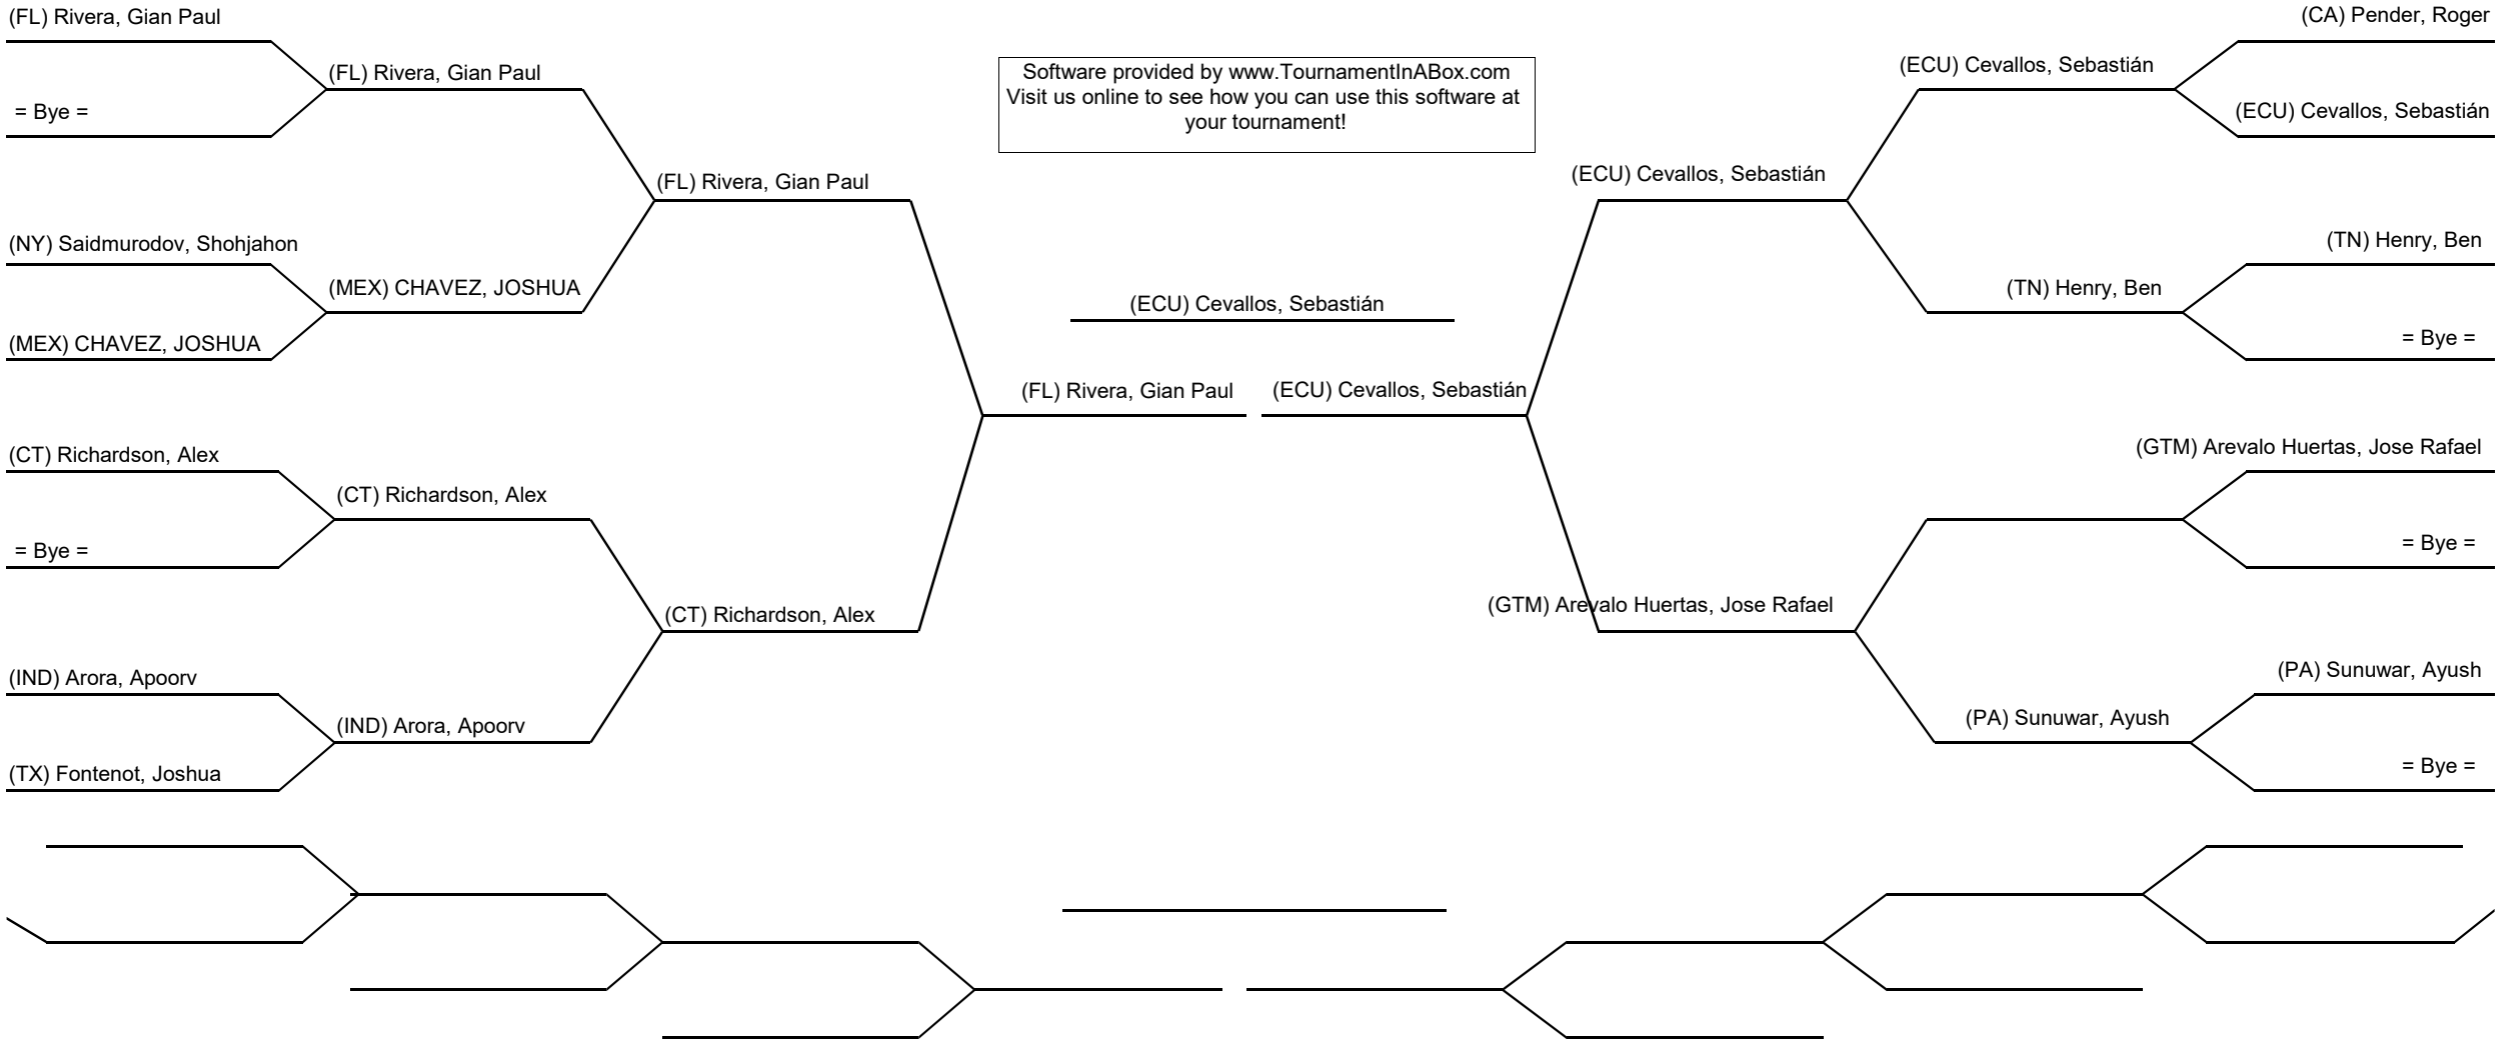 (FL) Rivera, Gian Paul
= Bye =
(NY) Saidmurodov, Shohjahon
(MEX) CHAVEZ, JOSHUA
(CT) Richardson, Alex
= Bye =
(IND) Arora, Apoorv
(TX) Fontenot, Joshua
(FL) Rivera, Gian Paul
(MEX) CHAVEZ, JOSHUA
(CT) Richardson, Alex
(IND) Arora, Apoorv
(FL) Rivera, Gian Paul
(CT) Richardson, Alex
Software provided by www.TournamentInABox.com
Visit us online to see how you can use this software at
your tournament!
(ECU) Cevallos, Sebastián
(FL) Rivera, Gian Paul
(ECU) Cevallos, Sebastián
(ECU) Cevallos, Sebastián
(GTM) Arevalo Huertas, Jose Rafael
(ECU) Cevallos, Sebastián
(TN) Henry, Ben
(PA) Sunuwar, Ayush
(CA) Pender, Roger
(ECU) Cevallos, Sebastián
(TN) Henry, Ben
= Bye =
(GTM) Arevalo Huertas, Jose Rafael
= Bye =
(PA) Sunuwar, Ayush
= Bye =